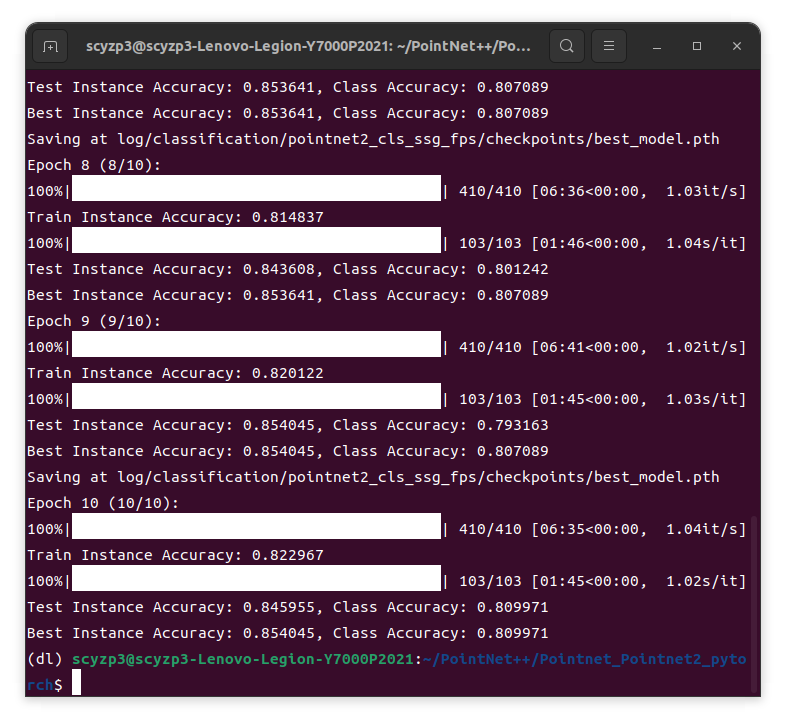 scyzp3@scyzp3-Lenovo-Legion-Y7000P2021: ~/PointNet++/Po...
Test Instance Accuracy: 0.853641, Class Accuracy: 0.807089
Best Instance Accuracy: 0.853641, Class Accuracy: 0.807089
Saving at log/classification/pointnet2_cls_ssg_fps/checkpoints/best_model.pth
Epoch 8 (8/10):
100%| | 410/410 [06:36<00:00,  1.03it/s]
Train Instance Accuracy: 0.814837
100%| | 103/103 [01:46<00:00,  1.04s/it]
Test Instance Accuracy: 0.843608, Class Accuracy: 0.801242
Best Instance Accuracy: 0.853641, Class Accuracy: 0.807089
Epoch 9 (9/10):
100%| | 410/410 [06:41<00:00,  1.02it/s]
Train Instance Accuracy: 0.820122
100%| | 103/103 [01:45<00:00,  1.03s/it]
Test Instance Accuracy: 0.854045, Class Accuracy: 0.793163
Best Instance Accuracy: 0.854045, Class Accuracy: 0.807089
Saving at log/classification/pointnet2_cls_ssg_fps/checkpoints/best_model.pth
Epoch 10 (10/10):
100%| | 410/410 [06:35<00:00,  1.04it/s]
Train Instance Accuracy: 0.822967
100%| | 103/103 [01:45<00:00,  1.02s/it]
Test Instance Accuracy: 0.845955, Class Accuracy: 0.809971
Best Instance Accuracy: 0.854045, Class Accuracy: 0.809971
(dl) scyzp3@scyzp3-Lenovo-Legion-Y7000P2021:~/PointNet++/Pointnet_Pointnet2_pyto
rch$